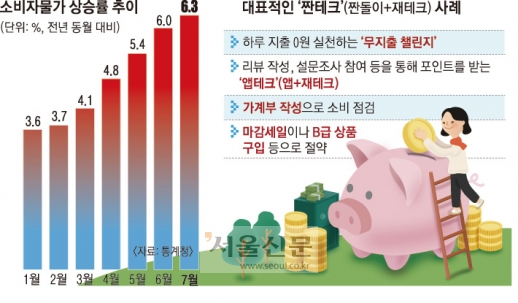 소비자물가 상승률 추이
(단위: %, 전년 동월 대비)
3.6
3.7
4.1
4.8
5.4
6.0
6.3
<자료: 통계청>
1월
2월
3월
4월
5월
6월
7월
대표적인 '짠테크'(짠돌이+재테크) 사례
하루 지출 0원 실천하는 '무지출 챌린지'
리뷰 작성, 설문조사 참여 등을 통해 포인트를 받는
'앱테크'(앱+재테크)
가계부 작성으로 소비 점검
마감세일이나 B급 상품
구입 등으로 절약
서울신문
www.seoul.co.kr